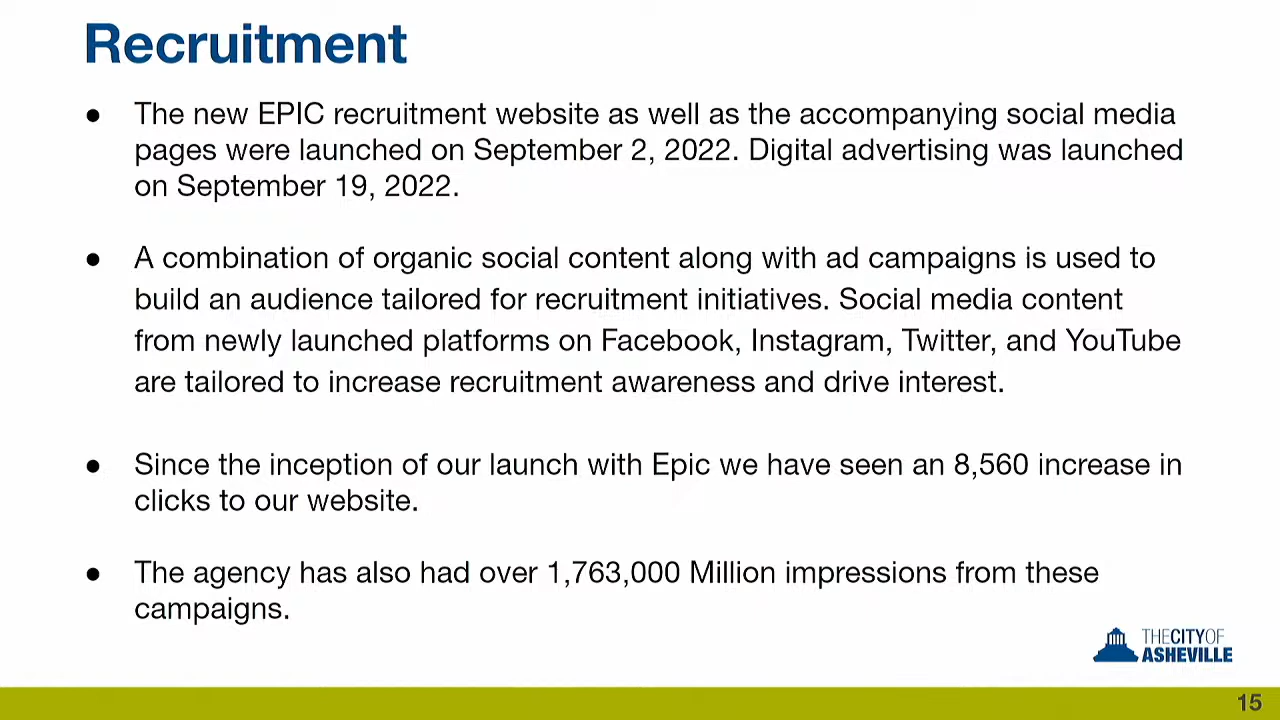 Recruitment
● The new EPIC recruitment website as well as the accompanying social media
pages were launched on September 2, 2022. Digital advertising was launched
on September 19, 2022.
● A combination of organic social content along with ad campaigns is used to
build an audience tailored for recruitment initiatives. Social media content
from newly launched platforms on Facebook, Instagram, Twitter, and YouTube
are tailored to increase recruitment awareness and drive interest.
● Since the inception of our launch with Epic we have seen an 8,560 increase in
clicks to our website.
● The agency has also had over 1,763,000 Million impressions from these
campaigns.
THE CITY OF
ASHEVILLE
15